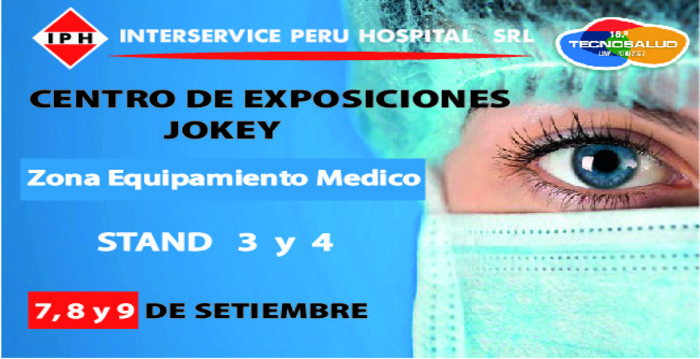 IPH
INTERSERVICE PERU HOSPITAL SRL
18.ª
TECNOSALUD
CENTRO DE EXPOSICIONES
JOKEY
Zona Equipamiento Medico
STAND 3 y 4
7, 8 y 9 DE SETIEMBRE